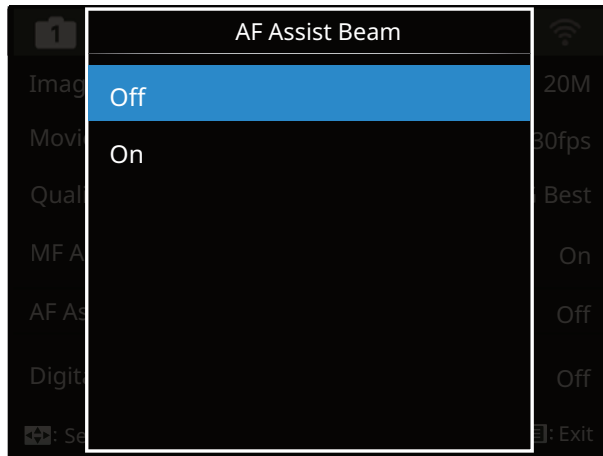 1 AF Assist Beam
Imag 20M
Off
Movi 30fps
On
Quali Best
MF A On
AF As Off
Digit Off
: Se : Exit